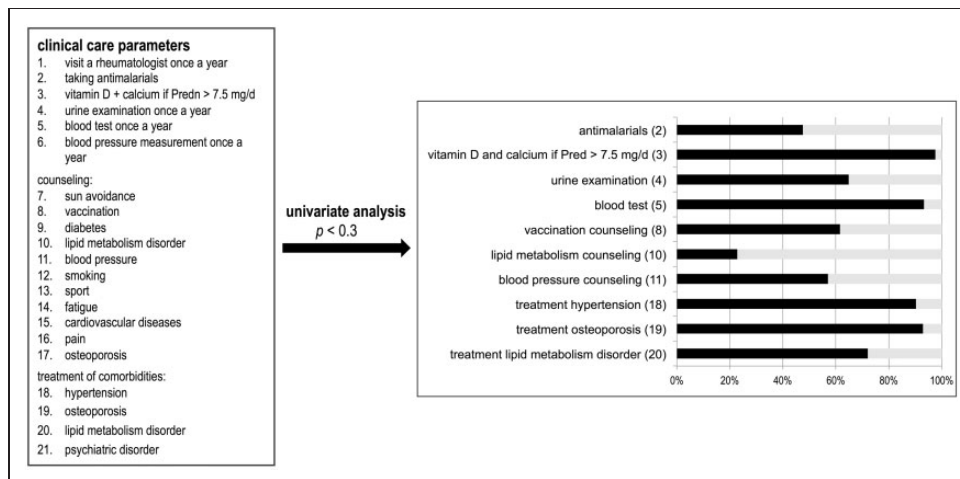 clinical care parameters
1. visit a rheumatologist once a year
2. taking antimalarials
3. vitamin D + calcium if Predn > 7.5 mg/d
4. urine examination once a year
5. blood test once a year
6. blood pressure measurement once a
year
counseling:
7. sun avoidance
8. vaccination
9. diabetes
10. lipid metabolism disorder
11. blood pressure
12. smoking
13. sport
14. fatigue
15. cardiovascular diseases
16. pain
17. osteoporosis
treatment of comorbidities:
18. hypertension
19. osteoporosis
20. lipid metabolism disorder
21. psychiatric disorder
univariate analysis
p < 0.3
antimalarials (2)
vitamin D and calcium if Pred > 7.5 mg/d (3)
urine examination (4)
blood test (5)
vaccination counseling (8)
lipid metabolism counseling (10)
blood pressure counseling (11)
treatment hypertension (18)
treatment osteoporosis (19)
treatment lipid metabolism disorder (20)
0% 20% 40% 60% 80% 100%